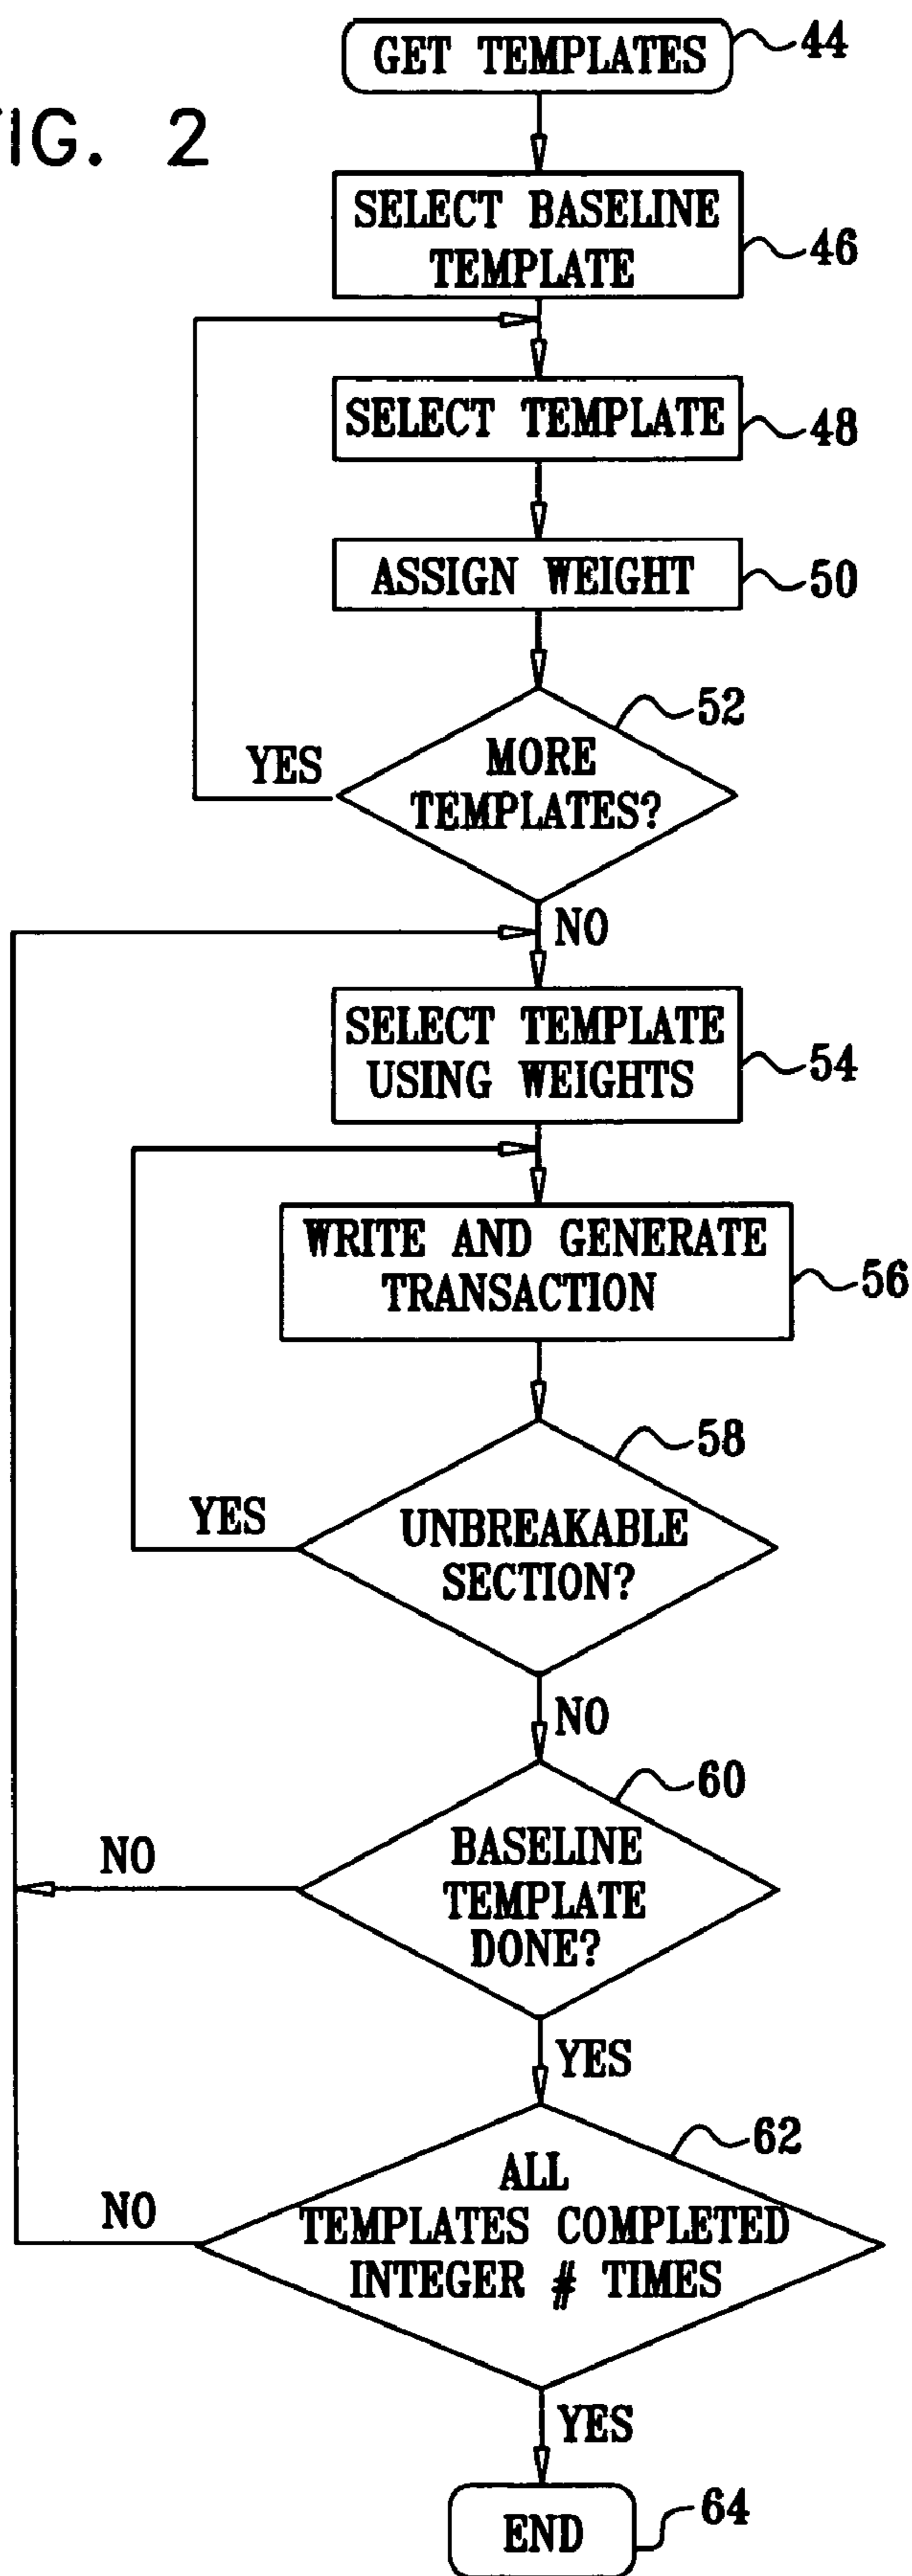 GET TEMPLATES
44
FIG. 2
SELECT BASELINE
TEMPLATE
46
SELECT TEMPLATE
48
ASSIGN WEIGHT
50
52
MORE
TEMPLATES?
YES
NO
SELECT TEMPLATE
USING WEIGHTS
54
WRITE AND GENERATE
TRANSACTION
56
58
UNBREAKABLE
SECTION?
YES
NO
60
BASELINE
TEMPLATE
DONE?
NO
YES
62
ALL
TEMPLATES COMPLETED
INTEGER # TIMES
NO
YES
END
64